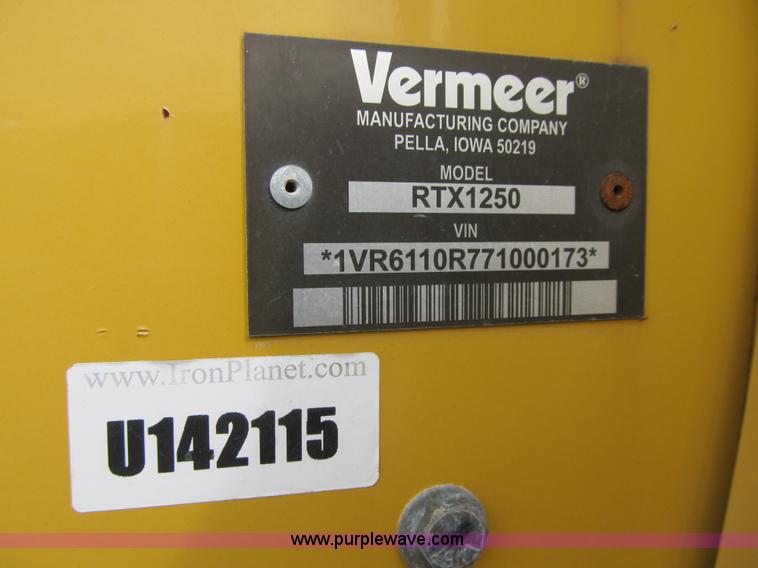 Vermeer®
MANUFACTURING COMPANY
PELLA, IOWA 50219
MODEL
RTX1250
VIN
*1VR6110R771000173*
www.IronPlanet.com
U142115
www.purplewave.com